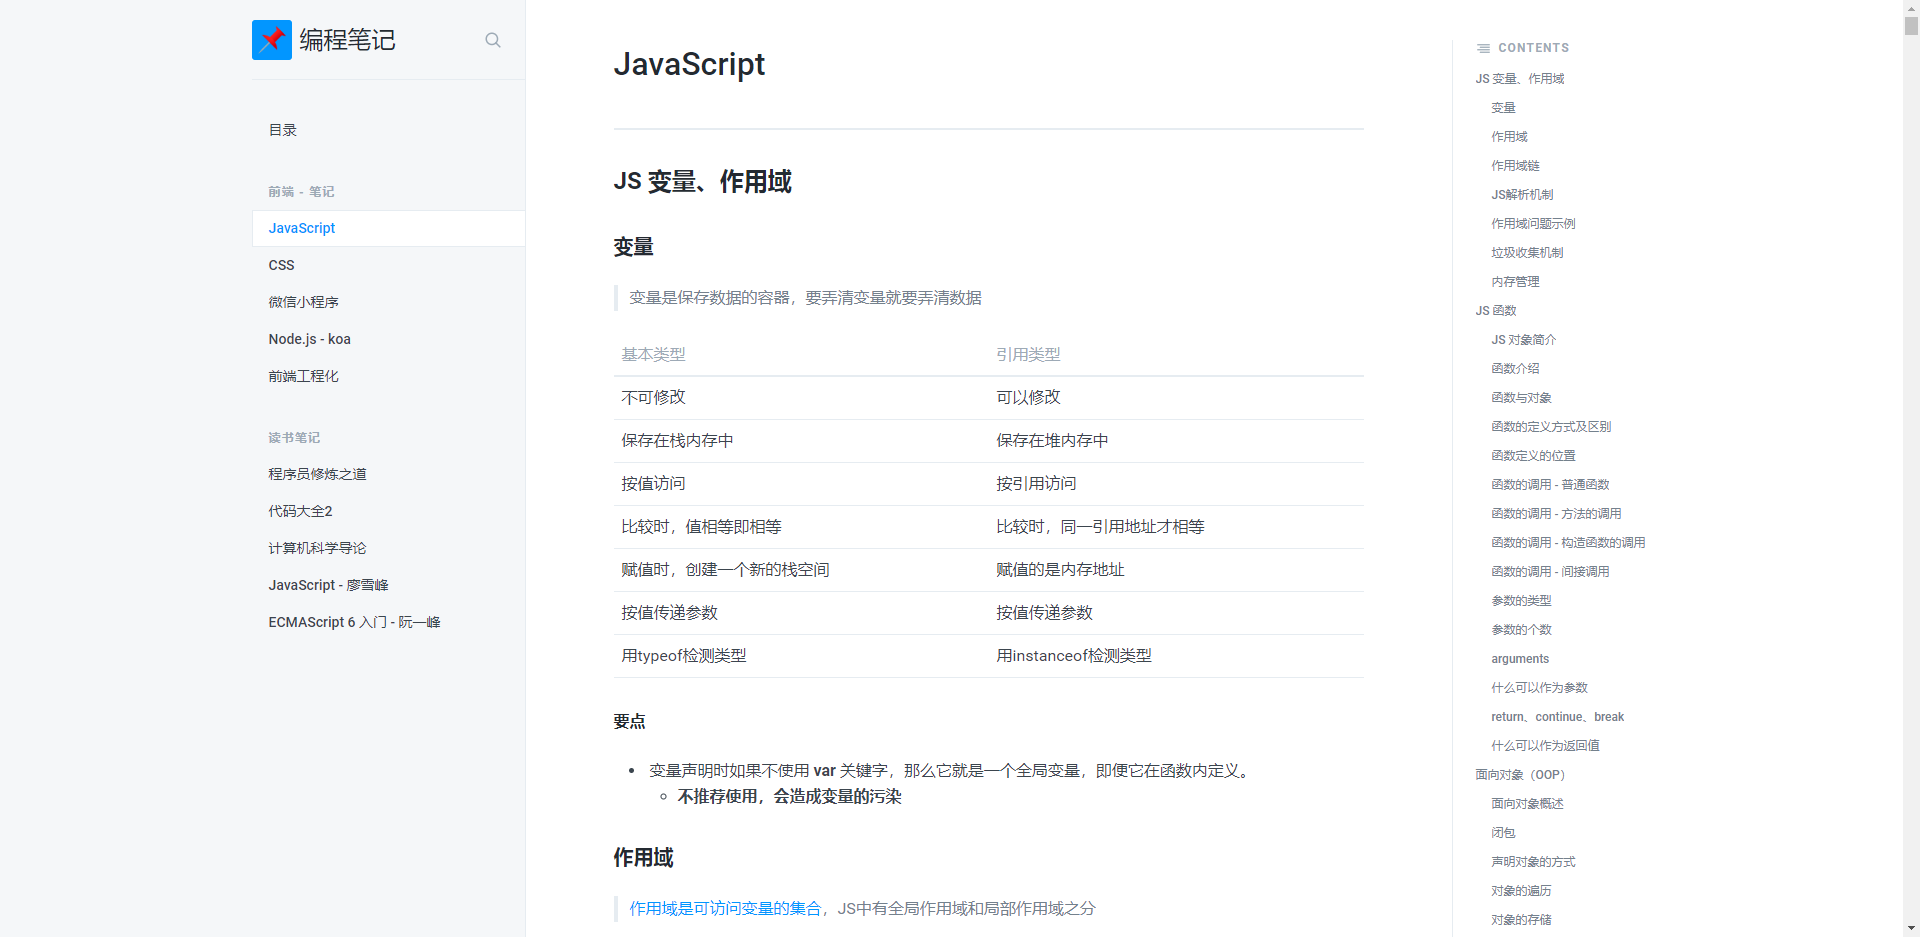 编程笔记
目录
前端 - 笔记
JavaScript
CSS
微信小程序
Node.js - koa
前端工程化
读书笔记
程序员修炼之道
代码大全2
计算机科学导论
JavaScript - 廖雪峰
ECMAScript 6 入门 - 阮一峰
JavaScript
JS 变量、作用域
变量
变量是保存数据的容器，要弄清变量就要弄清数据
基本类型 引用类型
不可修改 可以修改
保存在栈内存中 保存在堆内存中
按值访问 按引用访问
比较时，值相等即相等 比较时，同一引用地址才相等
赋值时，创建一个新的栈空间 赋值的是内存地址
按值传递参数 按值传递参数
用typeof检测类型 用instanceof检测类型
要点
• 变量声明时如果不使用 var 关键字，那么它就是一个全局变量，即便它在函数内定义。
◦ 不推荐使用，会造成变量的污染
作用域
作用域是可访问变量的集合，JS中有全局作用域和局部作用域之分
CONTENTS
JS 变量、作用域
变量
作用域
作用域链
JS解析机制
作用域问题示例
垃圾收集机制
内存管理
JS 函数
JS 对象简介
函数介绍
函数与对象
函数的定义方式及区别
函数定义的位置
函数的调用 - 普通函数
函数的调用 - 方法的调用
函数的调用 - 构造函数的调用
函数的调用 - 间接调用
参数的类型
参数的个数
arguments
什么可以作为参数
return、continue、break
什么可以作为返回值
面向对象（OOP）
面向对象概述
闭包
声明对象的方式
对象的遍历
对象的存储